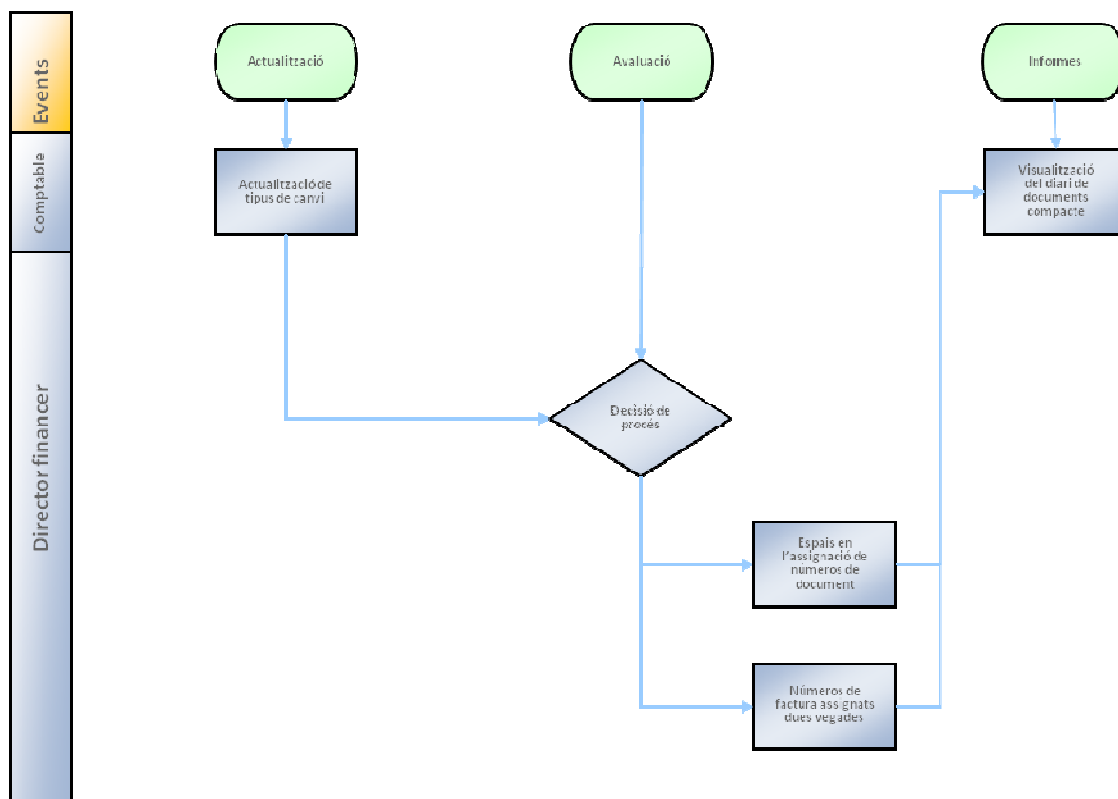 Events
Actualització
Avaluació
Informes
Comptable
Actualització de
tipus de canvi
Visualització
del diari de
documents
compacte
Director financer
Decisió de
procés
Espais en
l'assignació de
números de
document
Números de
factura assignats
dues vegades